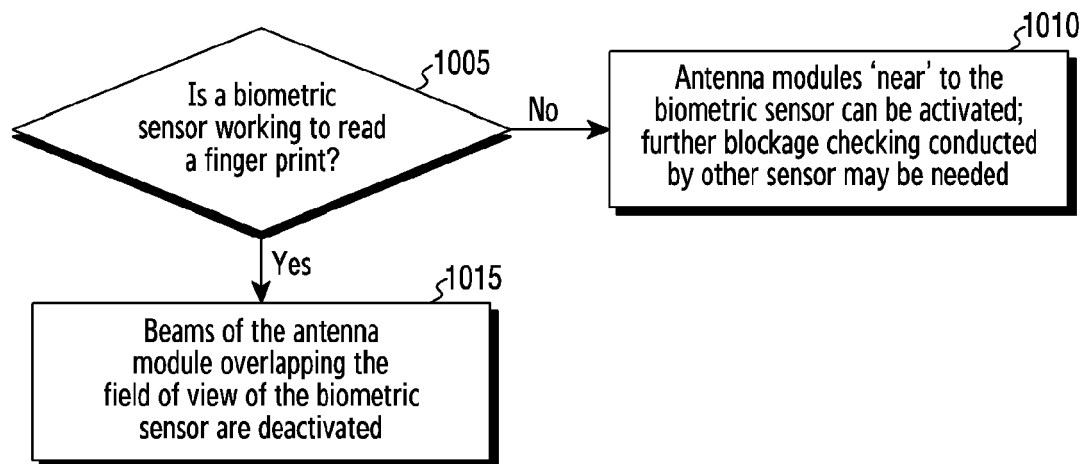 1005
Is a biometric
sensor working to read
a finger print?
No
1010
Antenna modules ‘near’ to the
biometric sensor can be activated;
further blockage checking conducted
by other sensor may be needed
Yes
1015
Beams of the antenna
module overlapping the
field of view of the biometric
sensor are deactivated